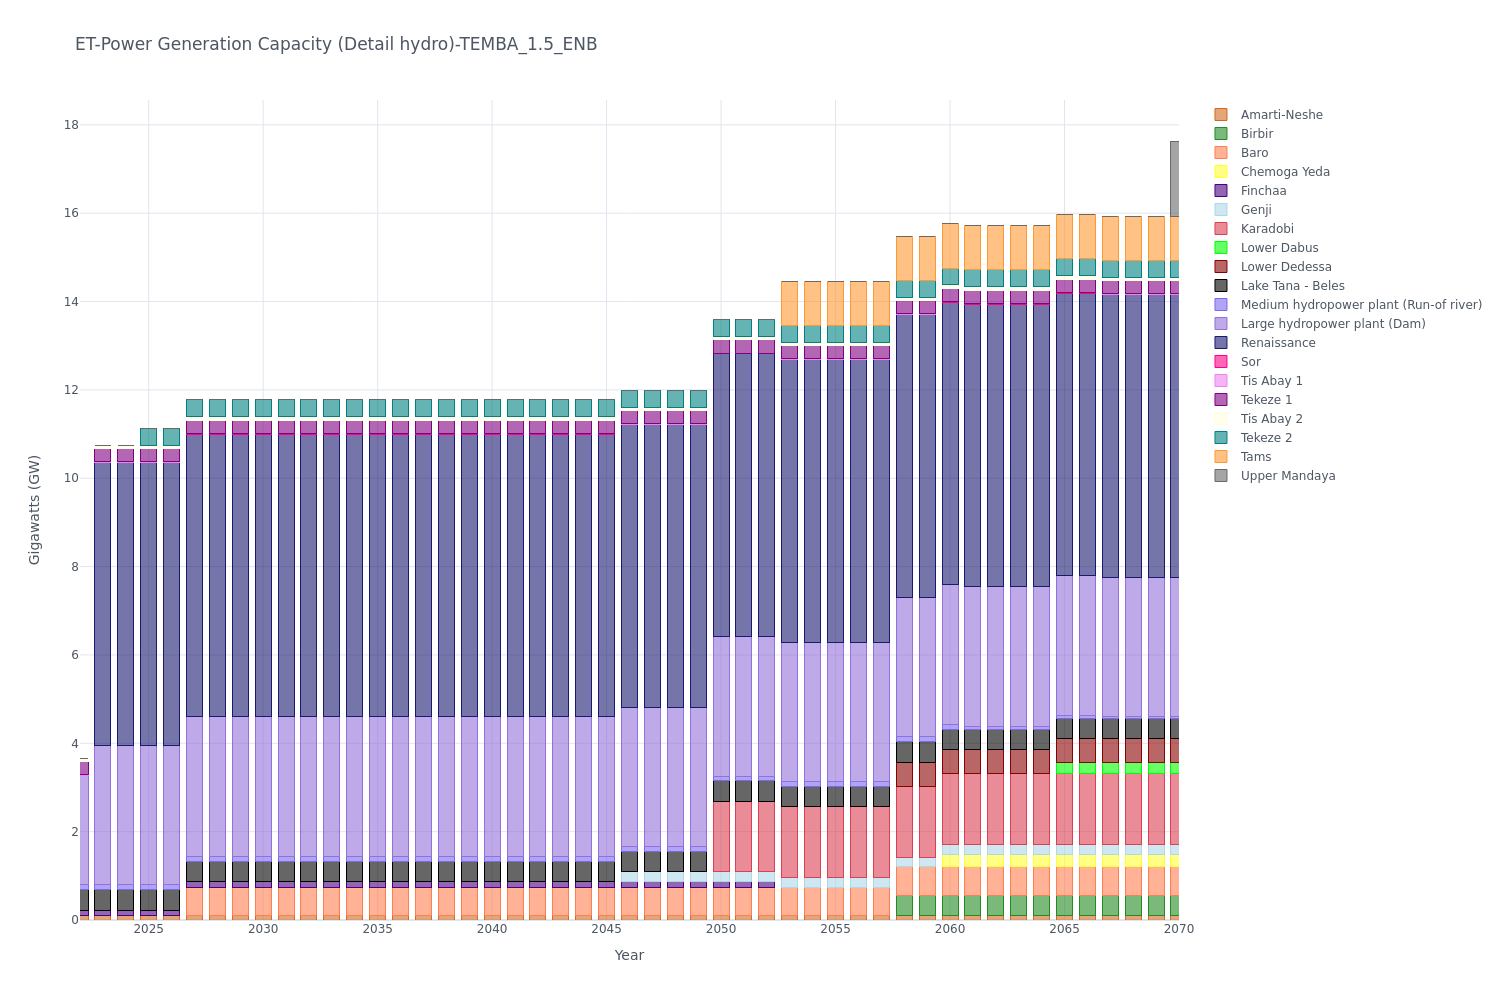 ET-Power Generation Capacity (Detail hydro)-TEMBA_1.5_ENB
Gigawatts (GW)
18
16
14
12
10
8
6
4
2
0
2025
2030
2035
2040
2045
2050
2055
2060
2065
2070
Year
Amarti-Neshe
Birbir
Baro
Chemoga Yeda
Finchaa
Genji
Karadobi
Lower Dabus
Lower Dedessa
Lake Tana - Beles
Medium hydropower plant (Run-of river)
Large hydropower plant (Dam)
Renaissance
Sor
Tis Abay 1
Tekeze 1
Tis Abay 2
Tekeze 2
Tams
Upper Mandaya